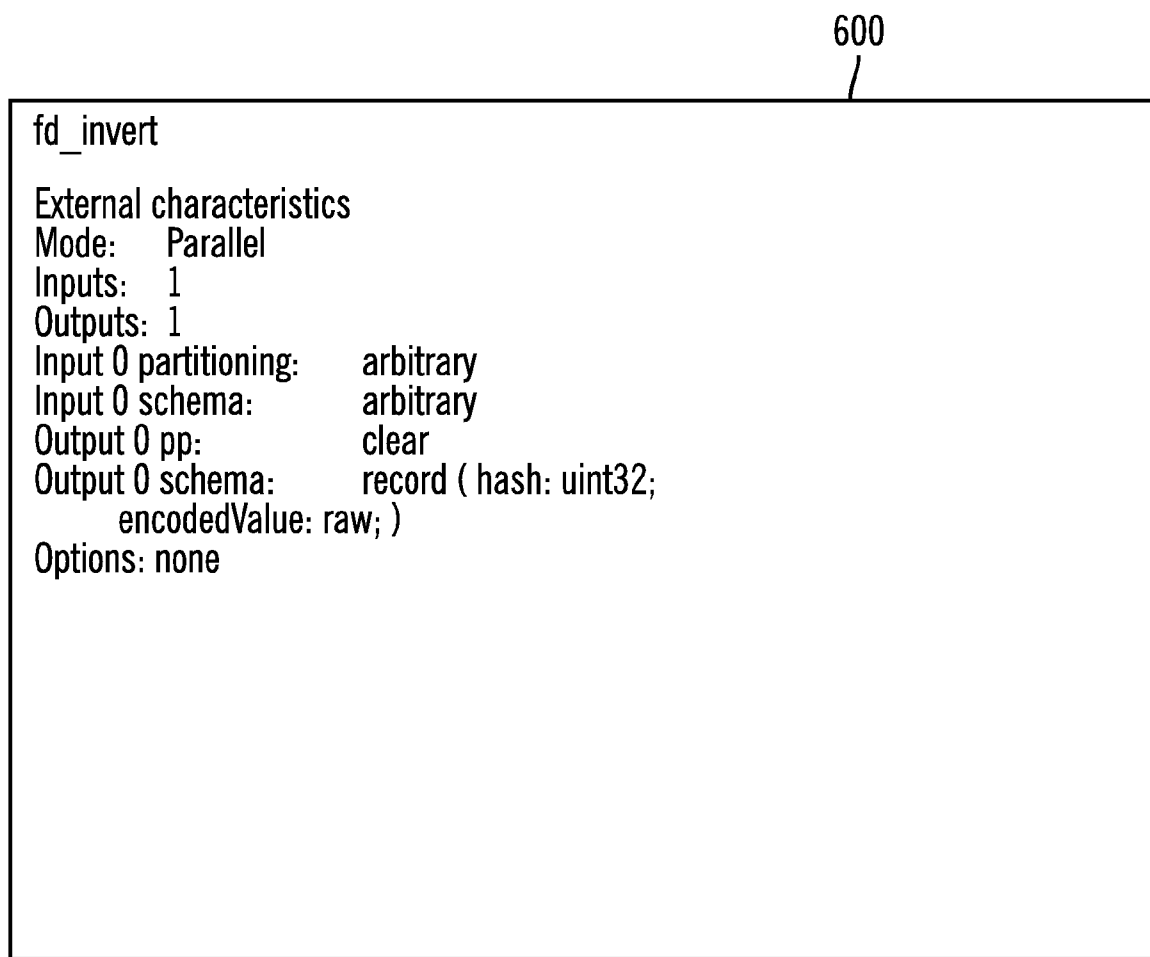 600
fd_invert
External characteristics
Mode: Parallel
Inputs: 1
Outputs: 1
Input 0 partitioning: arbitrary
Input 0 schema: arbitrary
Output 0 pp: clear
Output 0 schema: record ( hash: uint32;
encodedValue: raw; )
Options: none